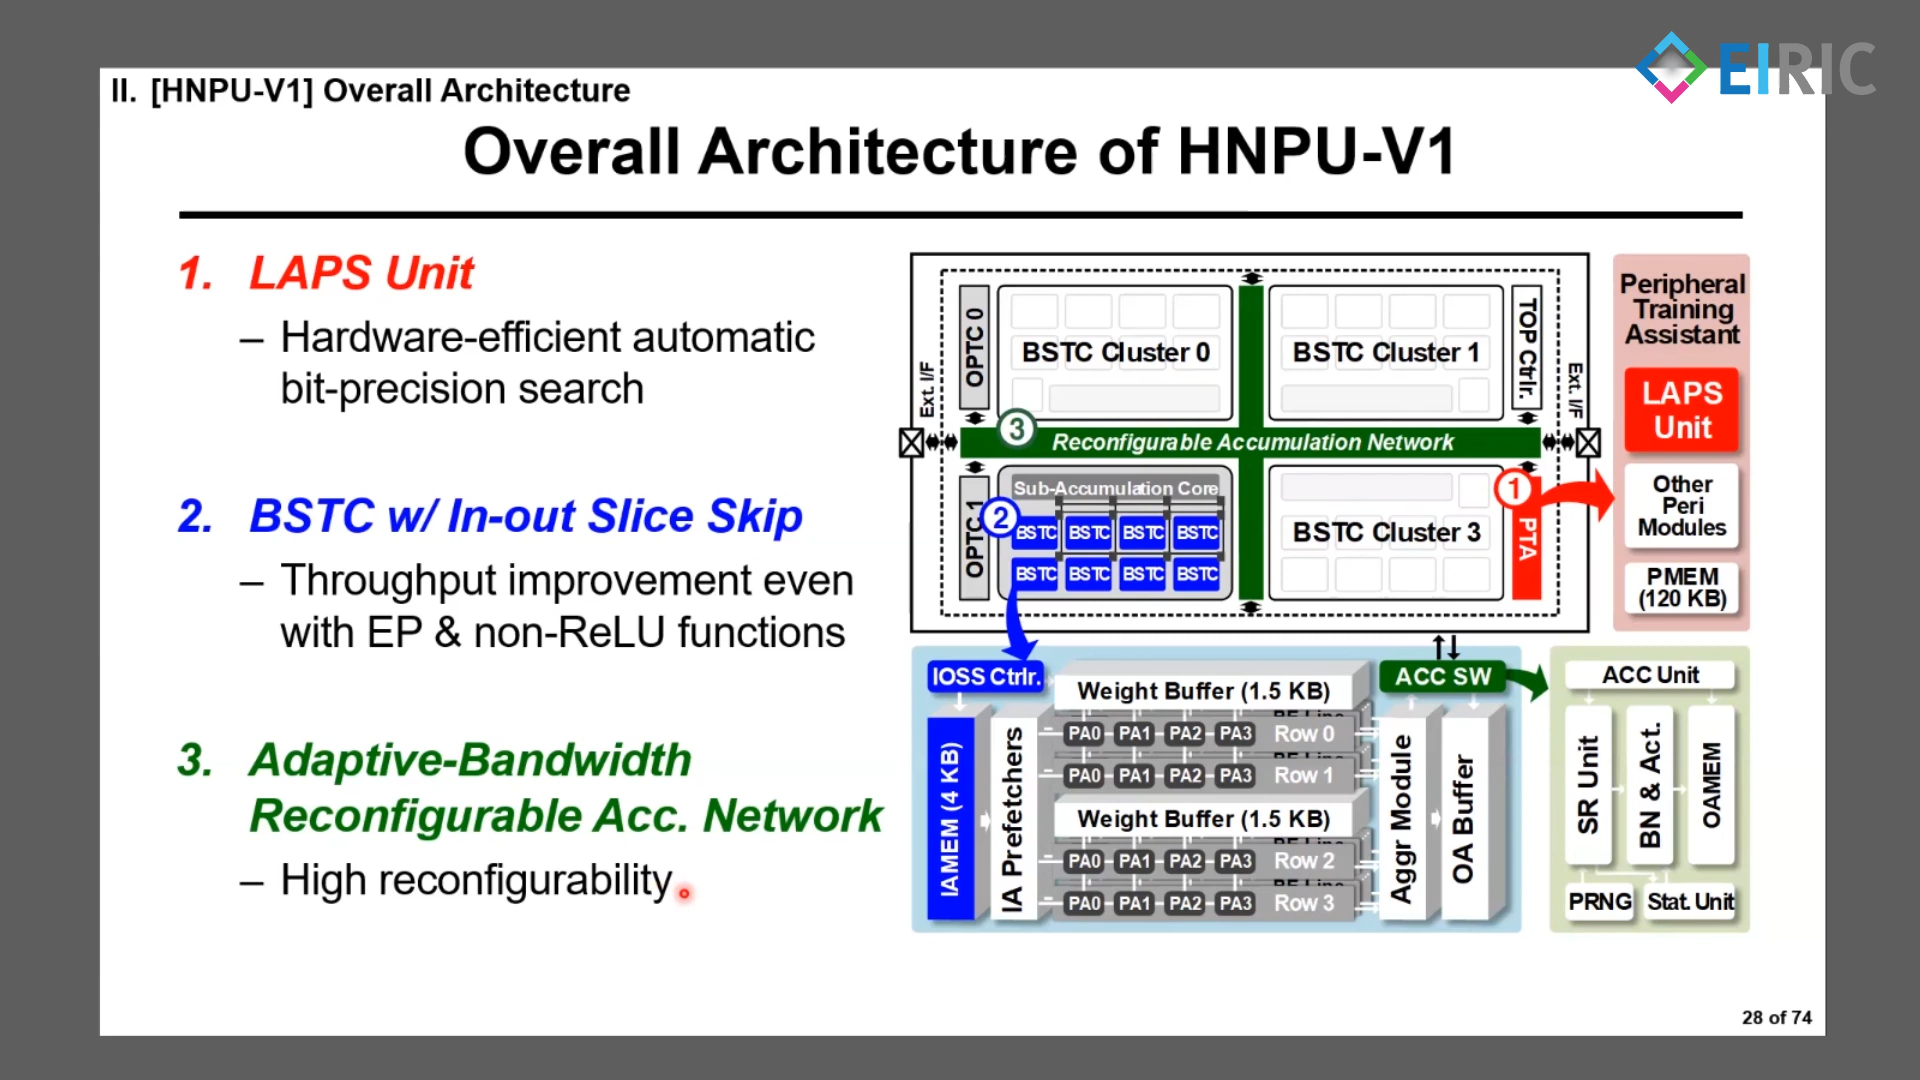 EIRIC
II. [HNPU-V1] Overall Architecture
Overall Architecture of HNPU-V1
1. LAPS Unit
– Hardware-efficient automatic
bit-precision search
2. BSTC w/ In-out Slice Skip
– Throughput improvement even
with EP & non-ReLU functions
3. Adaptive-Bandwidth
Reconfigurable Acc. Network
– High reconfigurability
Ext. I/F
OPTC 0
BSTC Cluster 0
BSTC Cluster 1
TOP Ctrlr.
Ext. I/F
3
Reconfigurable Accumulation Network
OPTC 1
Sub-Accumulation Core
2
BSTC BSTC BSTC BSTC
BSTC BSTC BSTC BSTC
BSTC Cluster 3
1
PTA
Peripheral
Training
Assistant
LAPS
Unit
Other
Peri
Modules
PMEM
(120 KB)
IOSS Ctrlr.
IAMEM (4 KB)
IA Prefetchers
Weight Buffer (1.5 KB)
PA0 PA1 PA2 PA3 Row 0
PA0 PA1 PA2 PA3 Row 1
Weight Buffer (1.5 KB)
PA0 PA1 PA2 PA3 Row 2
PA0 PA1 PA2 PA3 Row 3
ACC SW
Aggr Module
OA Buffer
ACC Unit
SR Unit
BN & Act.
OAMEM
PRNG
Stat. Unit
28 of 74